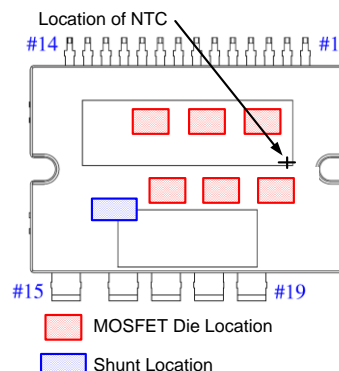 Location of NTC
#14
#1
#15
#19
MOSFET Die Location
Shunt Location